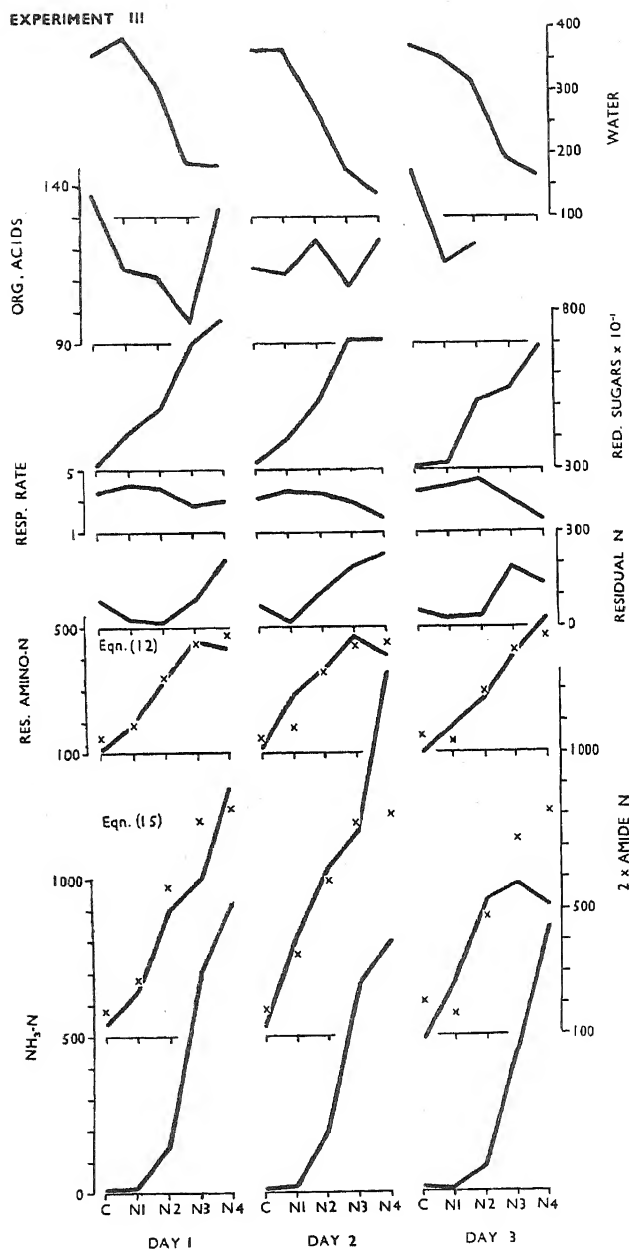 EXPERIMENT III
400
300
200
100
WATER
140
90
ORG. ACIDS
800
300
RED. SUGARS x 10⁻¹
5
1
RESP. RATE
300
0
RESIDUAL N
500
100
RES. AMINO-N
Eqn. (12)
1000
500
100
2 x AMIDE N
Eqn. (15)
1000
500
0
NH₃-N
C N1 N2 N3 N4 C N1 N2 N3 N4 C N1 N2 N3 N4
DAY 1 DAY 2 DAY 3